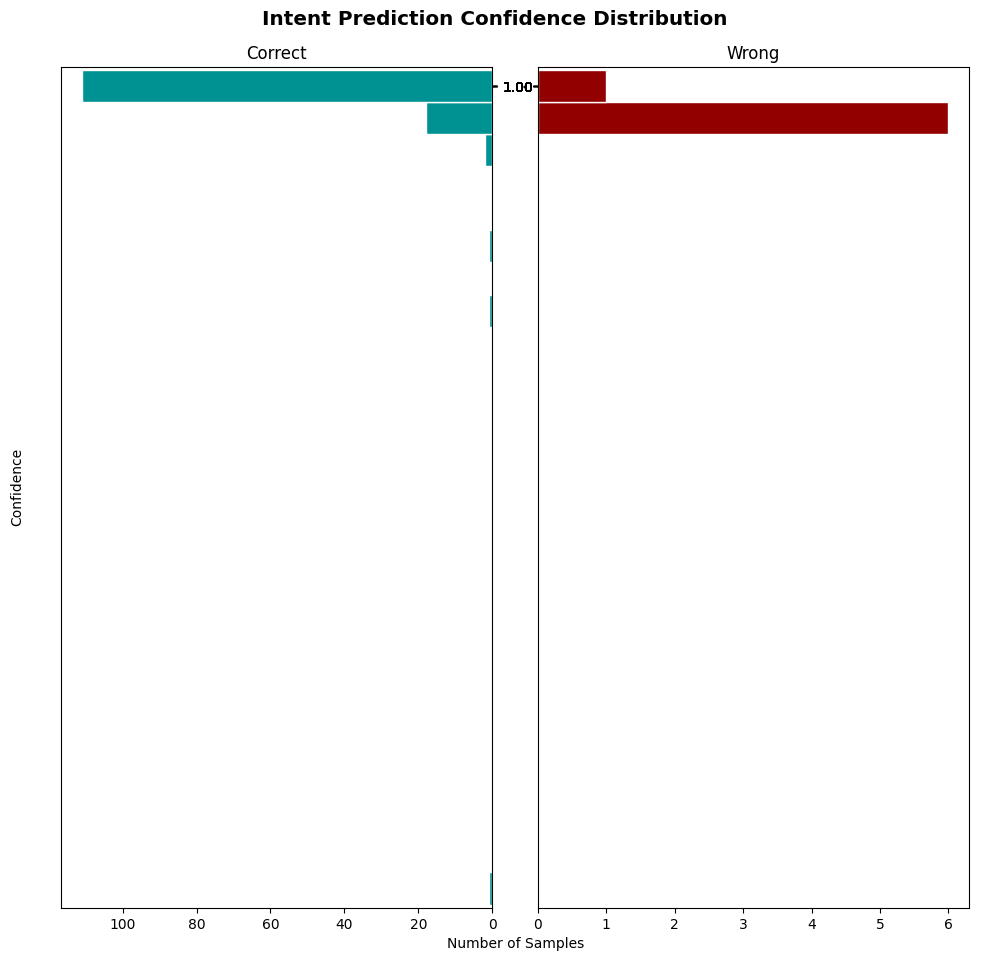 Intent Prediction Confidence Distribution
Correct
Wrong
1.00
Confidence
100 80 60 40 20 0
0 1 2 3 4 5 6
Number of Samples